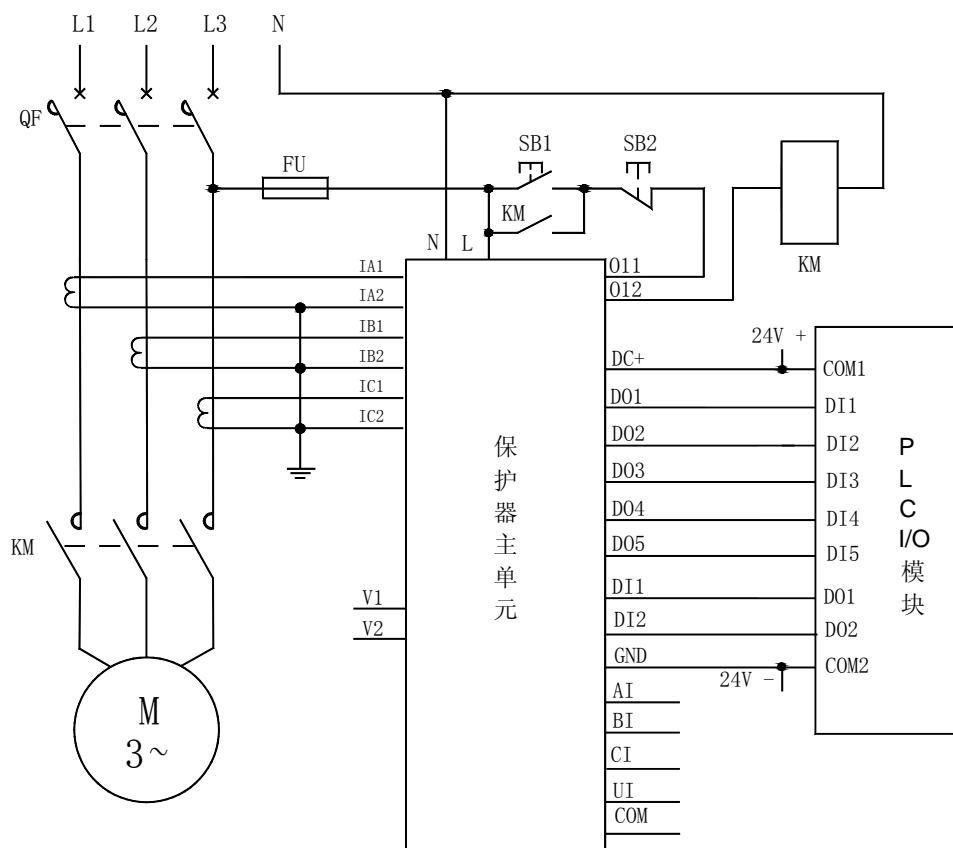 L1 L2 L3 N
QF
FU
SB1 SB2
KM
KM
N L
IA1
IA2
IB1
IB2
IC1
IC2
KM
V1
V2
M
3~
保护器主单元
O11
O12
DC+
DO1
DO2
DO3
DO4
DO5
DI1
DI2
GND
AI
BI
CI
UI
COM
24V +
24V -
COM1
DI1
DI2
DI3
DI4
DI5
DO1
DO2
COM2
PLC I/O模块